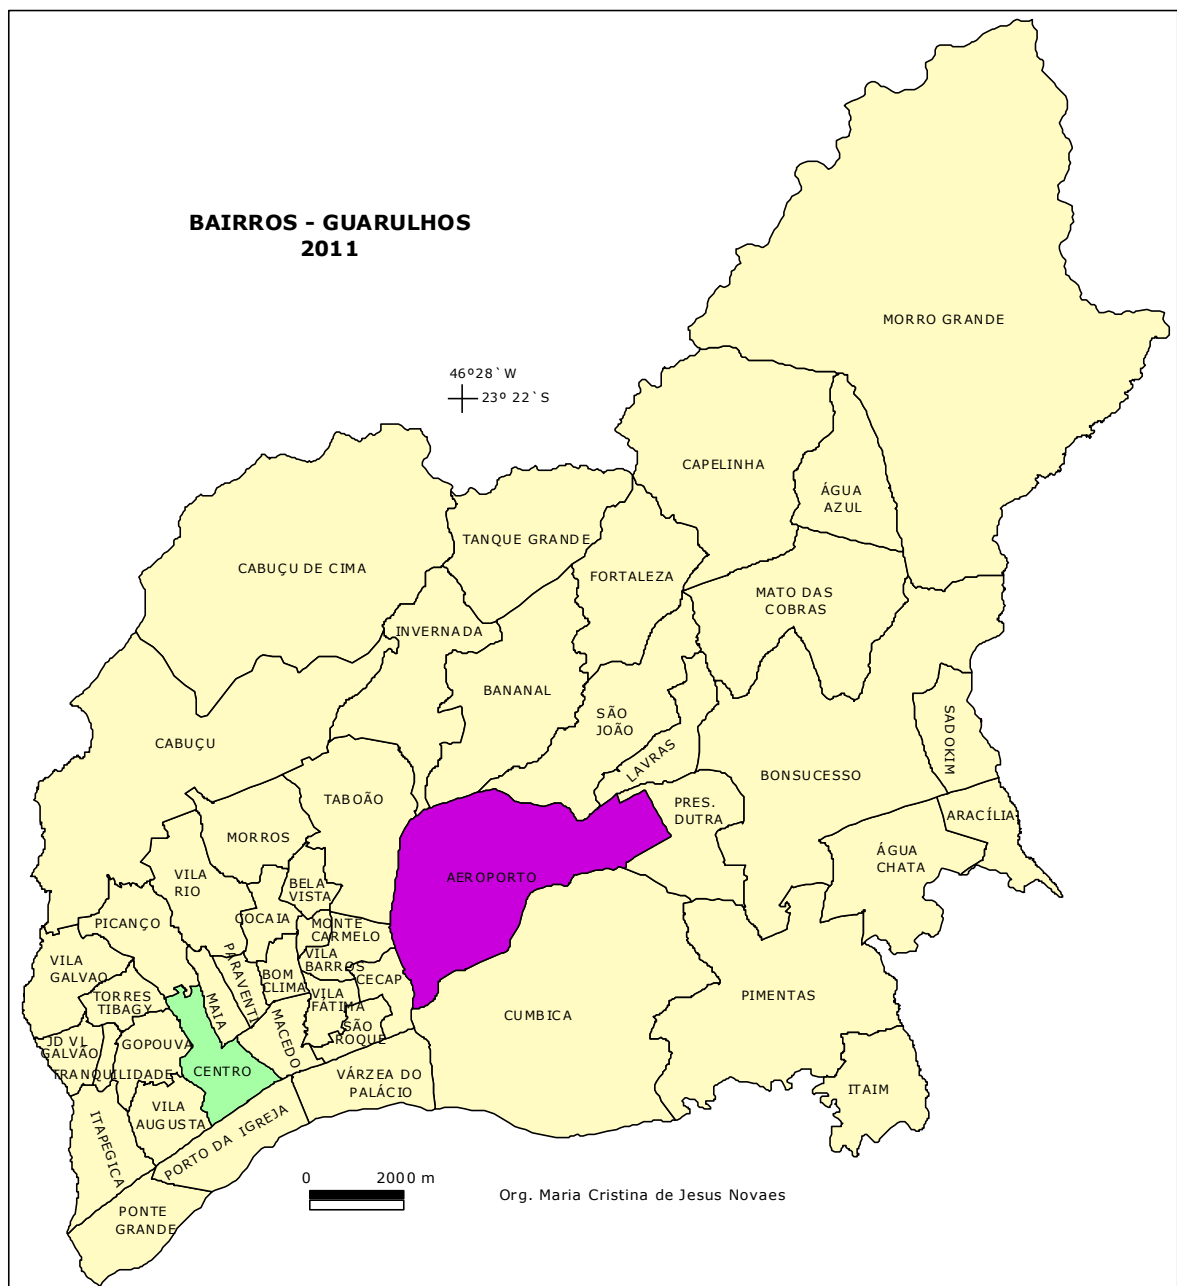 BAIRROS - GUARULHOS
2011
MORRO GRANDE
46º28`W
23º 22`S
CAPELINHA
ÁGUA
AZUL
TANQUE GRANDE
CABUÇU DE CIMA
FORTALEZA
MATO DAS
COBRAS
INVERNADA
BANANAL
SÃO
JOÃO
SADOKIM
CABUÇU
LAVRAS
BONSUCESSO
TABOÃO
PRES.
DUTRA
ARACÍLIA
MORROS
ÁGUA
CHATA
VILA
RIO
BELA
VISTA
AEROPORTO
PICANÇO
COCAIA
MONTE
CARMELO
VILA
GALVAO
PARAVENTI
VILA
BARROS
BOM
CLIMA
CECAP
TORRES
TIBAGY
MAIA
VILA
FÁTIMA
PIMENTAS
CUMBICA
SÃO
ROQUE
MACEDO
JD VL
GALVÃO
GOPOUVA
TRANQUILIDADE
CENTRO
VÁRZEA DO
PALÁCIO
ITAIM
VILA
AUGUSTA
ITAPEGICA
PORTO DA IGREJA
0 2000 m
Org. Maria Cristina de Jesus Novaes
PONTE
GRANDE